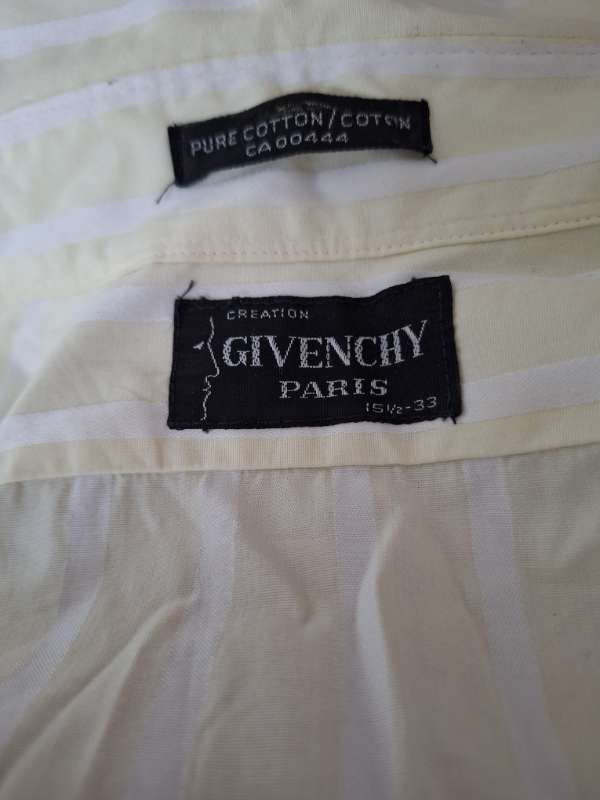 PURE COTTON/COTON
CA00444
CREATION
GIVENCHY
PARIS
15½-33